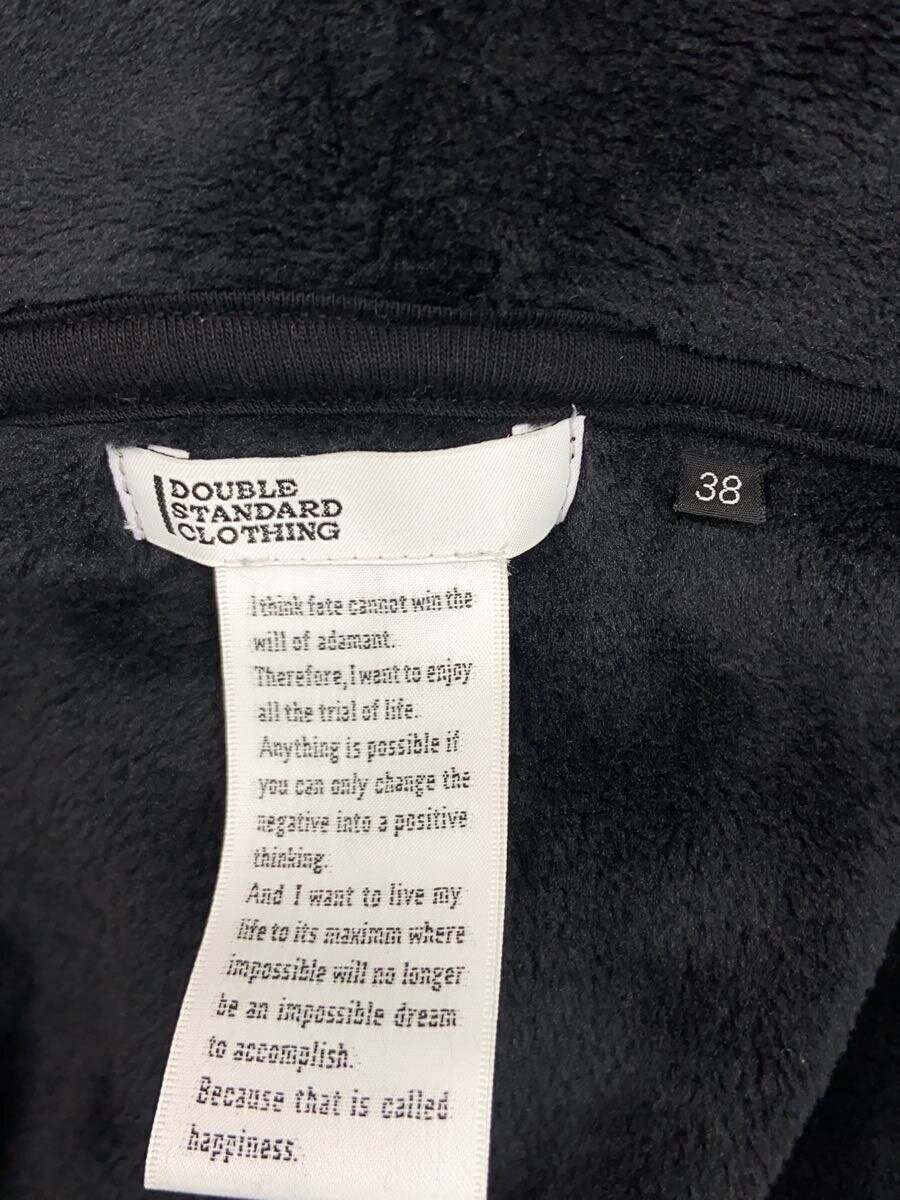 DOUBLE
STANDARD
CLOTHING
38
I think fate cannot win the
will of adamant.
Therefore, I want to enjoy
all the trial of life.
Anything is possible if
you can only change the
negative into a positive
thinking.
And I want to live my
life to its maximm where
impossible will no longer
be an impossible dream
to accomplish.
Because that is called
happiness.